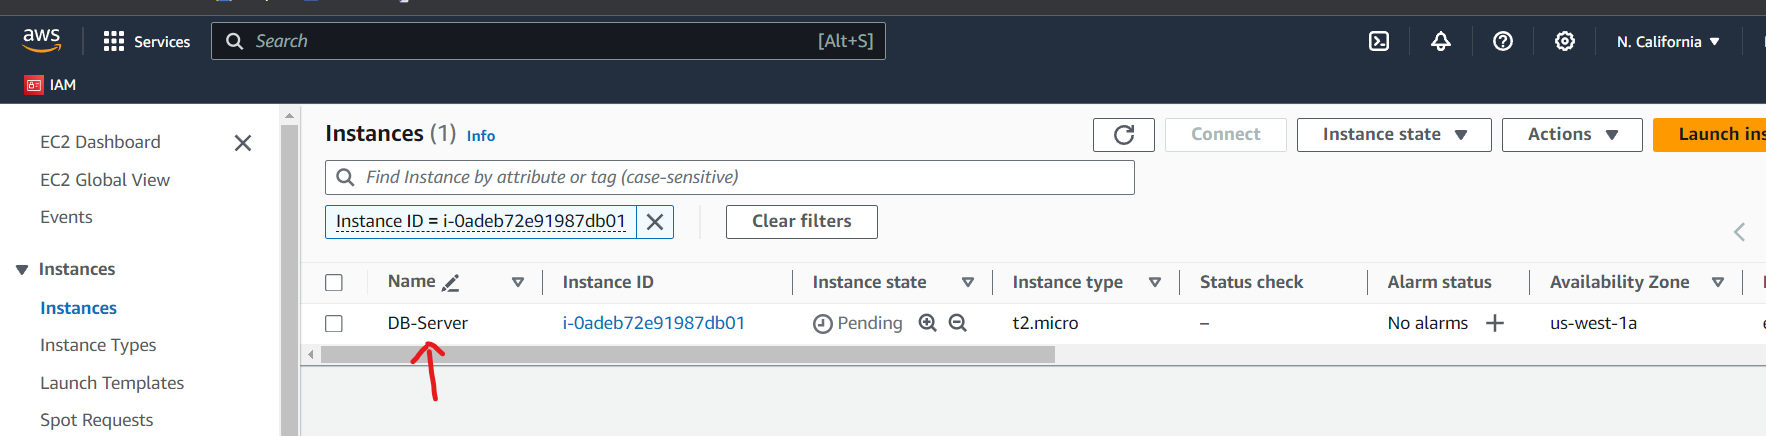 aws
Services
Search
[Alt+S]
N. California
IAM
EC2 Dashboard
EC2 Global View
Events
Instances
Instances
Instance Types
Launch Templates
Spot Requests
Instances (1) Info
Connect
Instance state
Actions
Launch ins
Find Instance by attribute or tag (case-sensitive)
Instance ID = i-0adeb72e91987db01
Clear filters
Name Instance ID Instance state Instance type Status check Alarm status Availability Zone
DB-Server i-0adeb72e91987db01 Pending t2.micro – No alarms us-west-1a